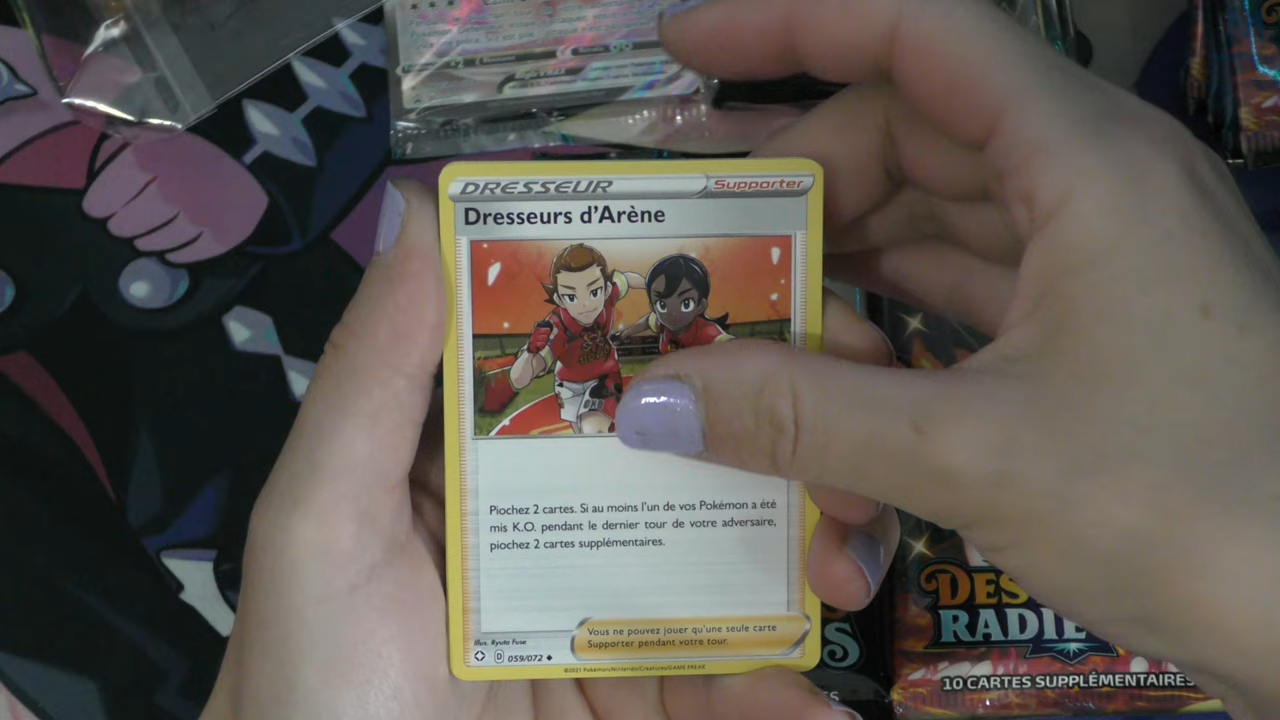 DRESSEUR
Supporter
Dresseurs d'Arène
Piochez 2 cartes. Si au moins l'un de vos Pokémon a été
mis K.O. pendant le dernier tour de votre adversaire,
piochez 2 cartes supplémentaires.
Vous ne pouvez jouer qu'une seule carte
Supporter pendant votre tour.
Illus. Ryuta Fuse
D 059/072
©2021 Pokémon/Nintendo/Creatures/GAME FREAK
DES
RADIE
10 CARTES SUPPLÉMENTAIRES